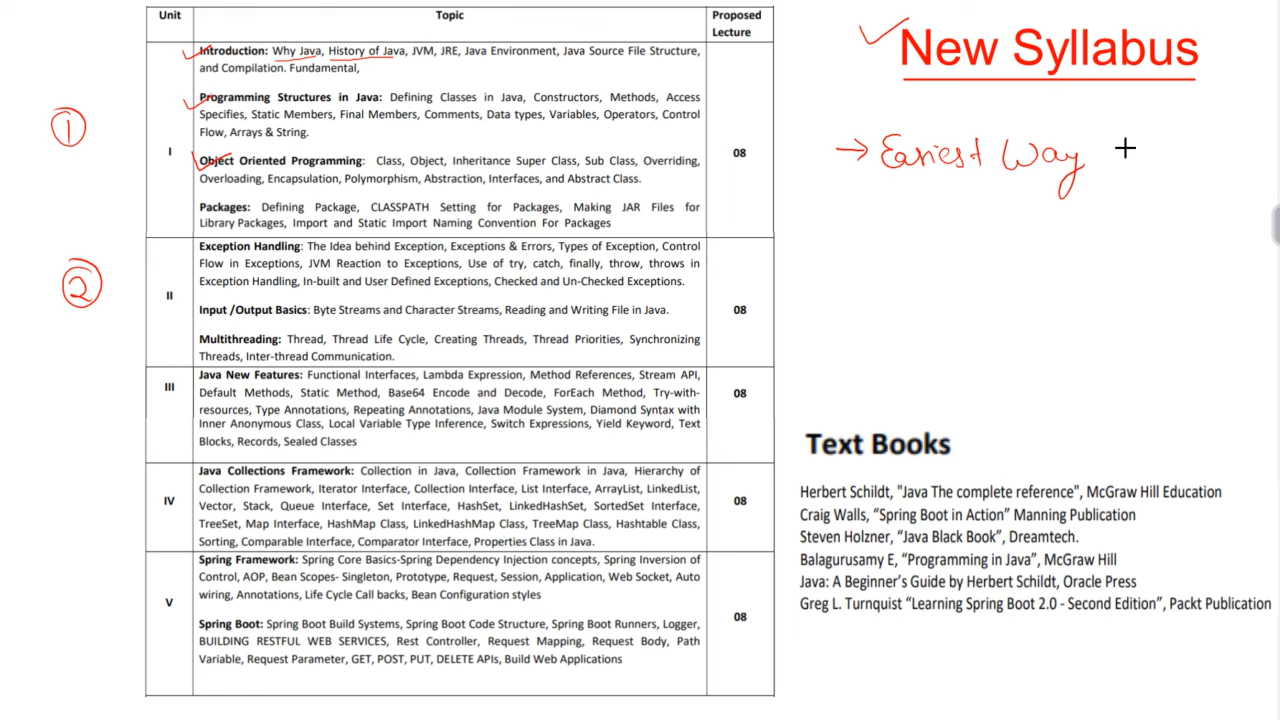 Unit Topic Proposed Lecture
Introduction: Why Java, History of Java, JVM, JRE, Java Environment, Java Source File Structure,
and Compilation. Fundamental,
Programming Structures in Java: Defining Classes in Java, Constructors, Methods, Access
Specifies, Static Members, Final Members, Comments, Data types, Variables, Operators, Control
Flow, Arrays & String.
I 08
Object Oriented Programming: Class, Object, Inheritance Super Class, Sub Class, Overriding,
Overloading, Encapsulation, Polymorphism, Abstraction, Interfaces, and Abstract Class.
Packages: Defining Package, CLASSPATH Setting for Packages, Making JAR Files for
Library Packages, Import and Static Import Naming Convention For Packages
1
Exception Handling: The Idea behind Exception, Exceptions & Errors, Types of Exception, Control
Flow in Exceptions, JVM Reaction to Exceptions, Use of try, catch, finally, throw, throws in
Exception Handling, In-built and User Defined Exceptions, Checked and Un-Checked Exceptions.
II 08
Input /Output Basics: Byte Streams and Character Streams, Reading and Writing File in Java.
Multithreading: Thread, Thread Life Cycle, Creating Threads, Thread Priorities, Synchronizing
Threads, Inter-thread Communication.
2
Java New Features: Functional Interfaces, Lambda Expression, Method References, Stream API,
III 08
Default Methods, Static Method, Base64 Encode and Decode, ForEach Method, Try-with-
resources, Type Annotations, Repeating Annotations, Java Module System, Diamond Syntax with
Inner Anonymous Class, Local Variable Type Inference, Switch Expressions, Yield Keyword, Text
Blocks, Records, Sealed Classes
Java Collections Framework: Collection in Java, Collection Framework in Java, Hierarchy of
Collection Framework, Iterator Interface, Collection Interface, List Interface, ArrayList, LinkedList,
IV 08
Vector, Stack, Queue Interface, Set Interface, HashSet, LinkedHashSet, SortedSet Interface,
TreeSet, Map Interface, HashMap Class, LinkedHashMap Class, TreeMap Class, Hashtable Class,
Sorting, Comparable Interface, Comparator Interface, Properties Class in Java.
Spring Framework: Spring Core Basics-Spring Dependency Injection concepts, Spring Inversion of
Control, AOP, Bean Scopes- Singleton, Prototype, Request, Session, Application, Web Socket, Auto
wiring, Annotations, Life Cycle Call backs, Bean Configuration styles
V 08
Spring Boot: Spring Boot Build Systems, Spring Boot Code Structure, Spring Boot Runners, Logger,
BUILDING RESTFUL WEB SERVICES, Rest Controller, Request Mapping, Request Body, Path
Variable, Request Parameter, GET, POST, PUT, DELETE APIs, Build Web Applications
New Syllabus
→ Easiest Way
Text Books
Herbert Schildt, "Java The complete reference", McGraw Hill Education
Craig Walls, “Spring Boot in Action” Manning Publication
Steven Holzner, “Java Black Book”, Dreamtech.
Balagurusamy E, “Programming in Java”, McGraw Hill
Java: A Beginner’s Guide by Herbert Schildt, Oracle Press
Greg L. Turnquist “Learning Spring Boot 2.0 - Second Edition”, Packt Publication